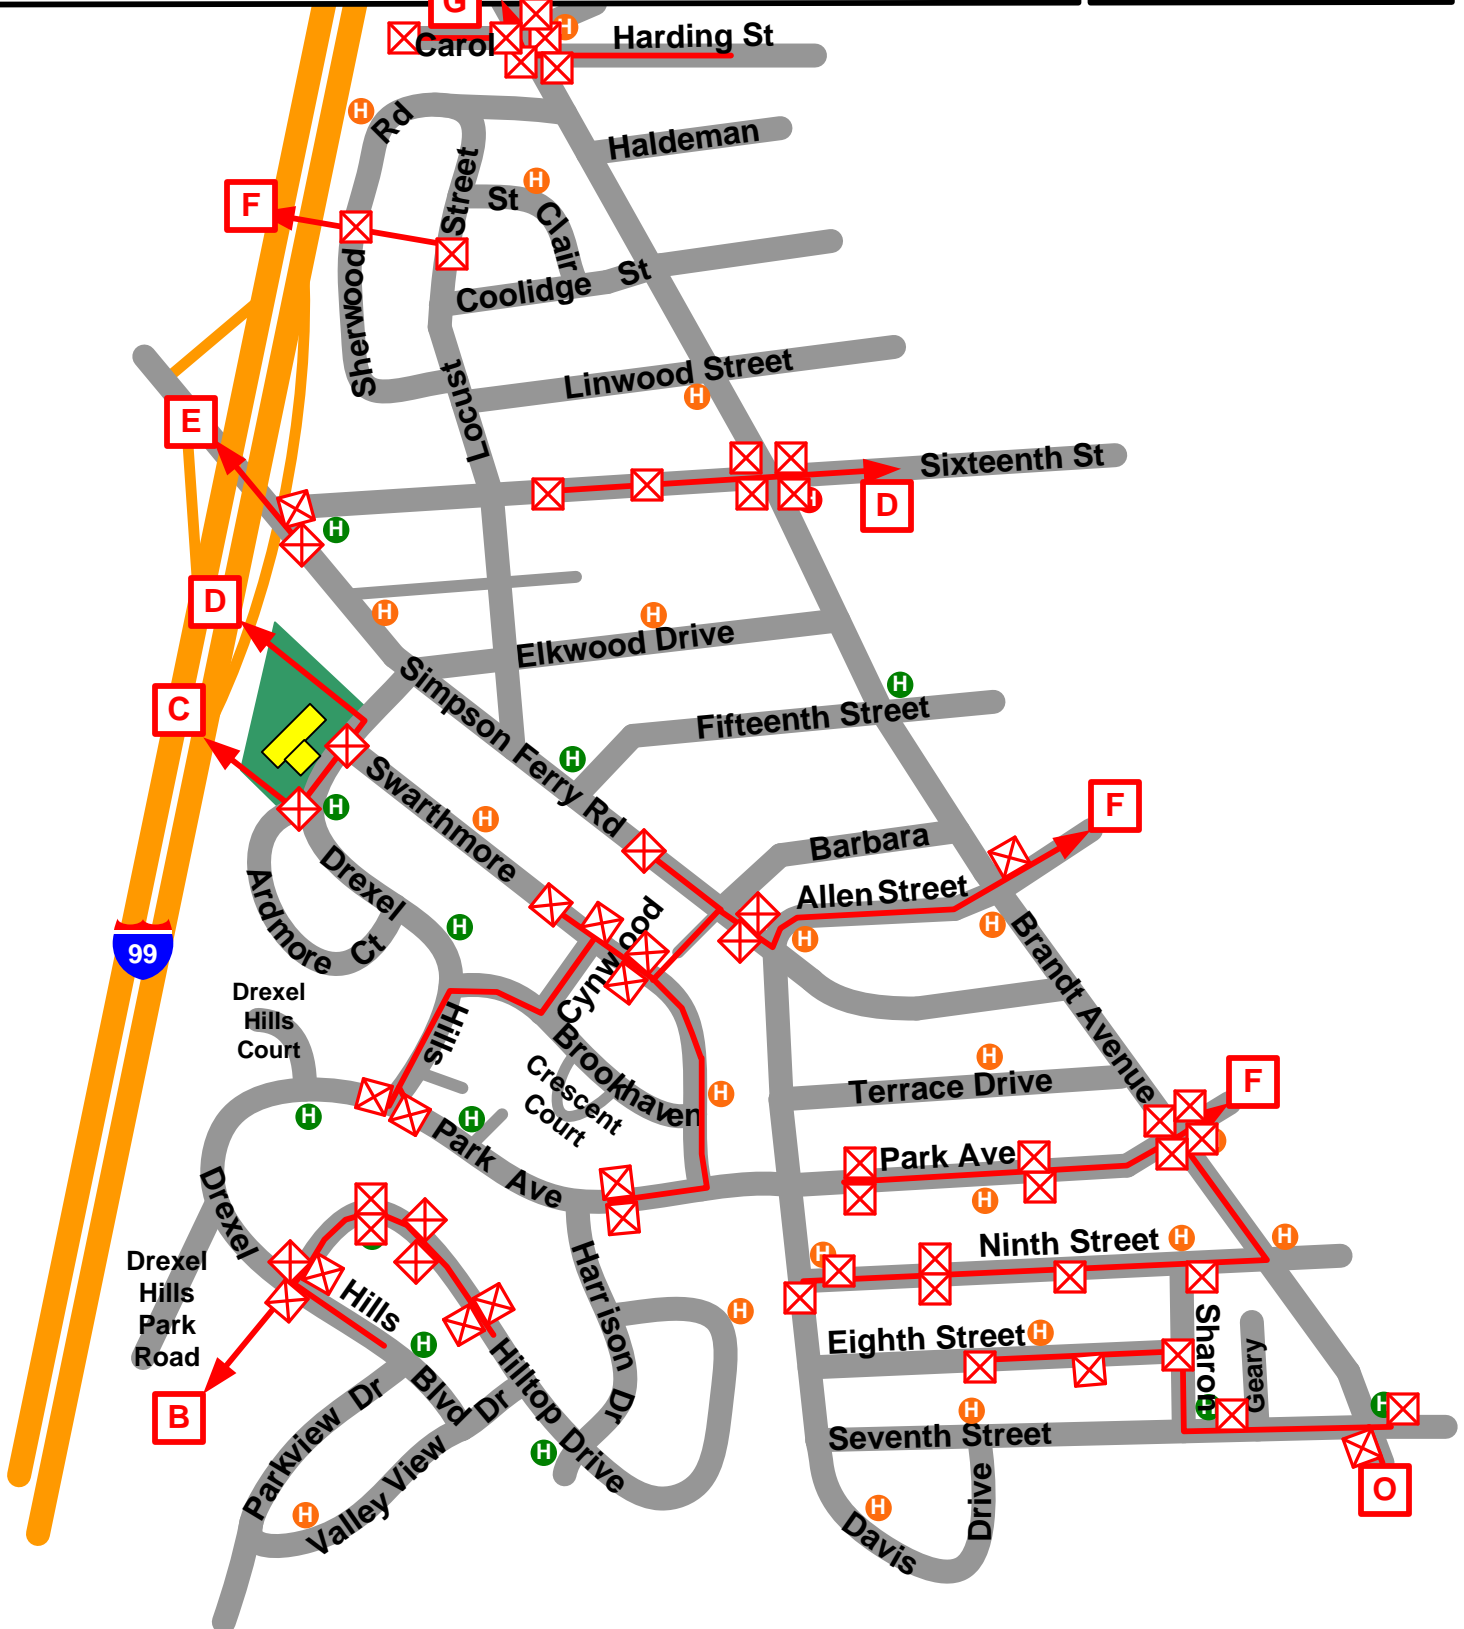 G
H
Carol
Harding St
H
Rd
Haldeman
Street
H
St Clair
F
Sherwood
Coolidge St
Linwood Street
H
Locust
E
Sixteenth St
D
H
H
D
H
H
Elkwood Drive
Simpson Ferry Rd
H
Fifteenth Street
C
H
Swarthmore
H
H
F
Barbara
Allen Street
Drexel
Ardmore Ct
H
Cynwood
H
H
Brandt Avenue
99
Drexel
Hills
Court
Hills
Brookhaven
Crescent
Court
H
H
Terrace Drive
F
H
H
Park Ave
Park Ave
H
Drexel
Ninth Street
H
H
H
Drexel
Hills
Park
Road
Hills
Harrison Dr
H
H
Eighth Street
H
Sharon
Geary
B
Blvd
Hilltop Drive
Parkview Dr
Valley View Dr
H
H
H
H
H
Seventh Street
Drive
Davis
H
O